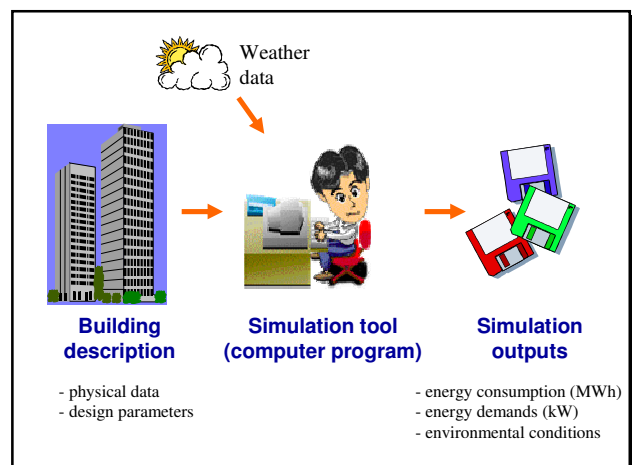 Weather
data
Building
description
- physical data
- design parameters
Simulation tool
(computer program)
Simulation
outputs
- energy consumption (MWh)
- energy demands (kW)
- environmental conditions